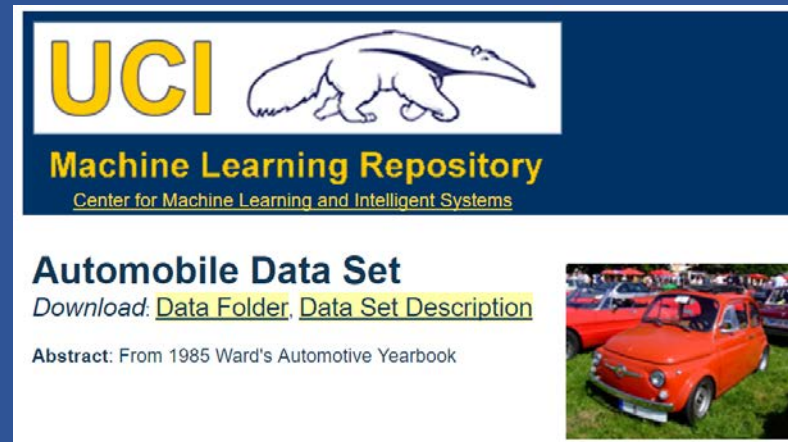 UCI
Machine Learning Repository
Center for Machine Learning and Intelligent Systems
Automobile Data Set
Download: Data Folder, Data Set Description
Abstract: From 1985 Ward's Automotive Yearbook